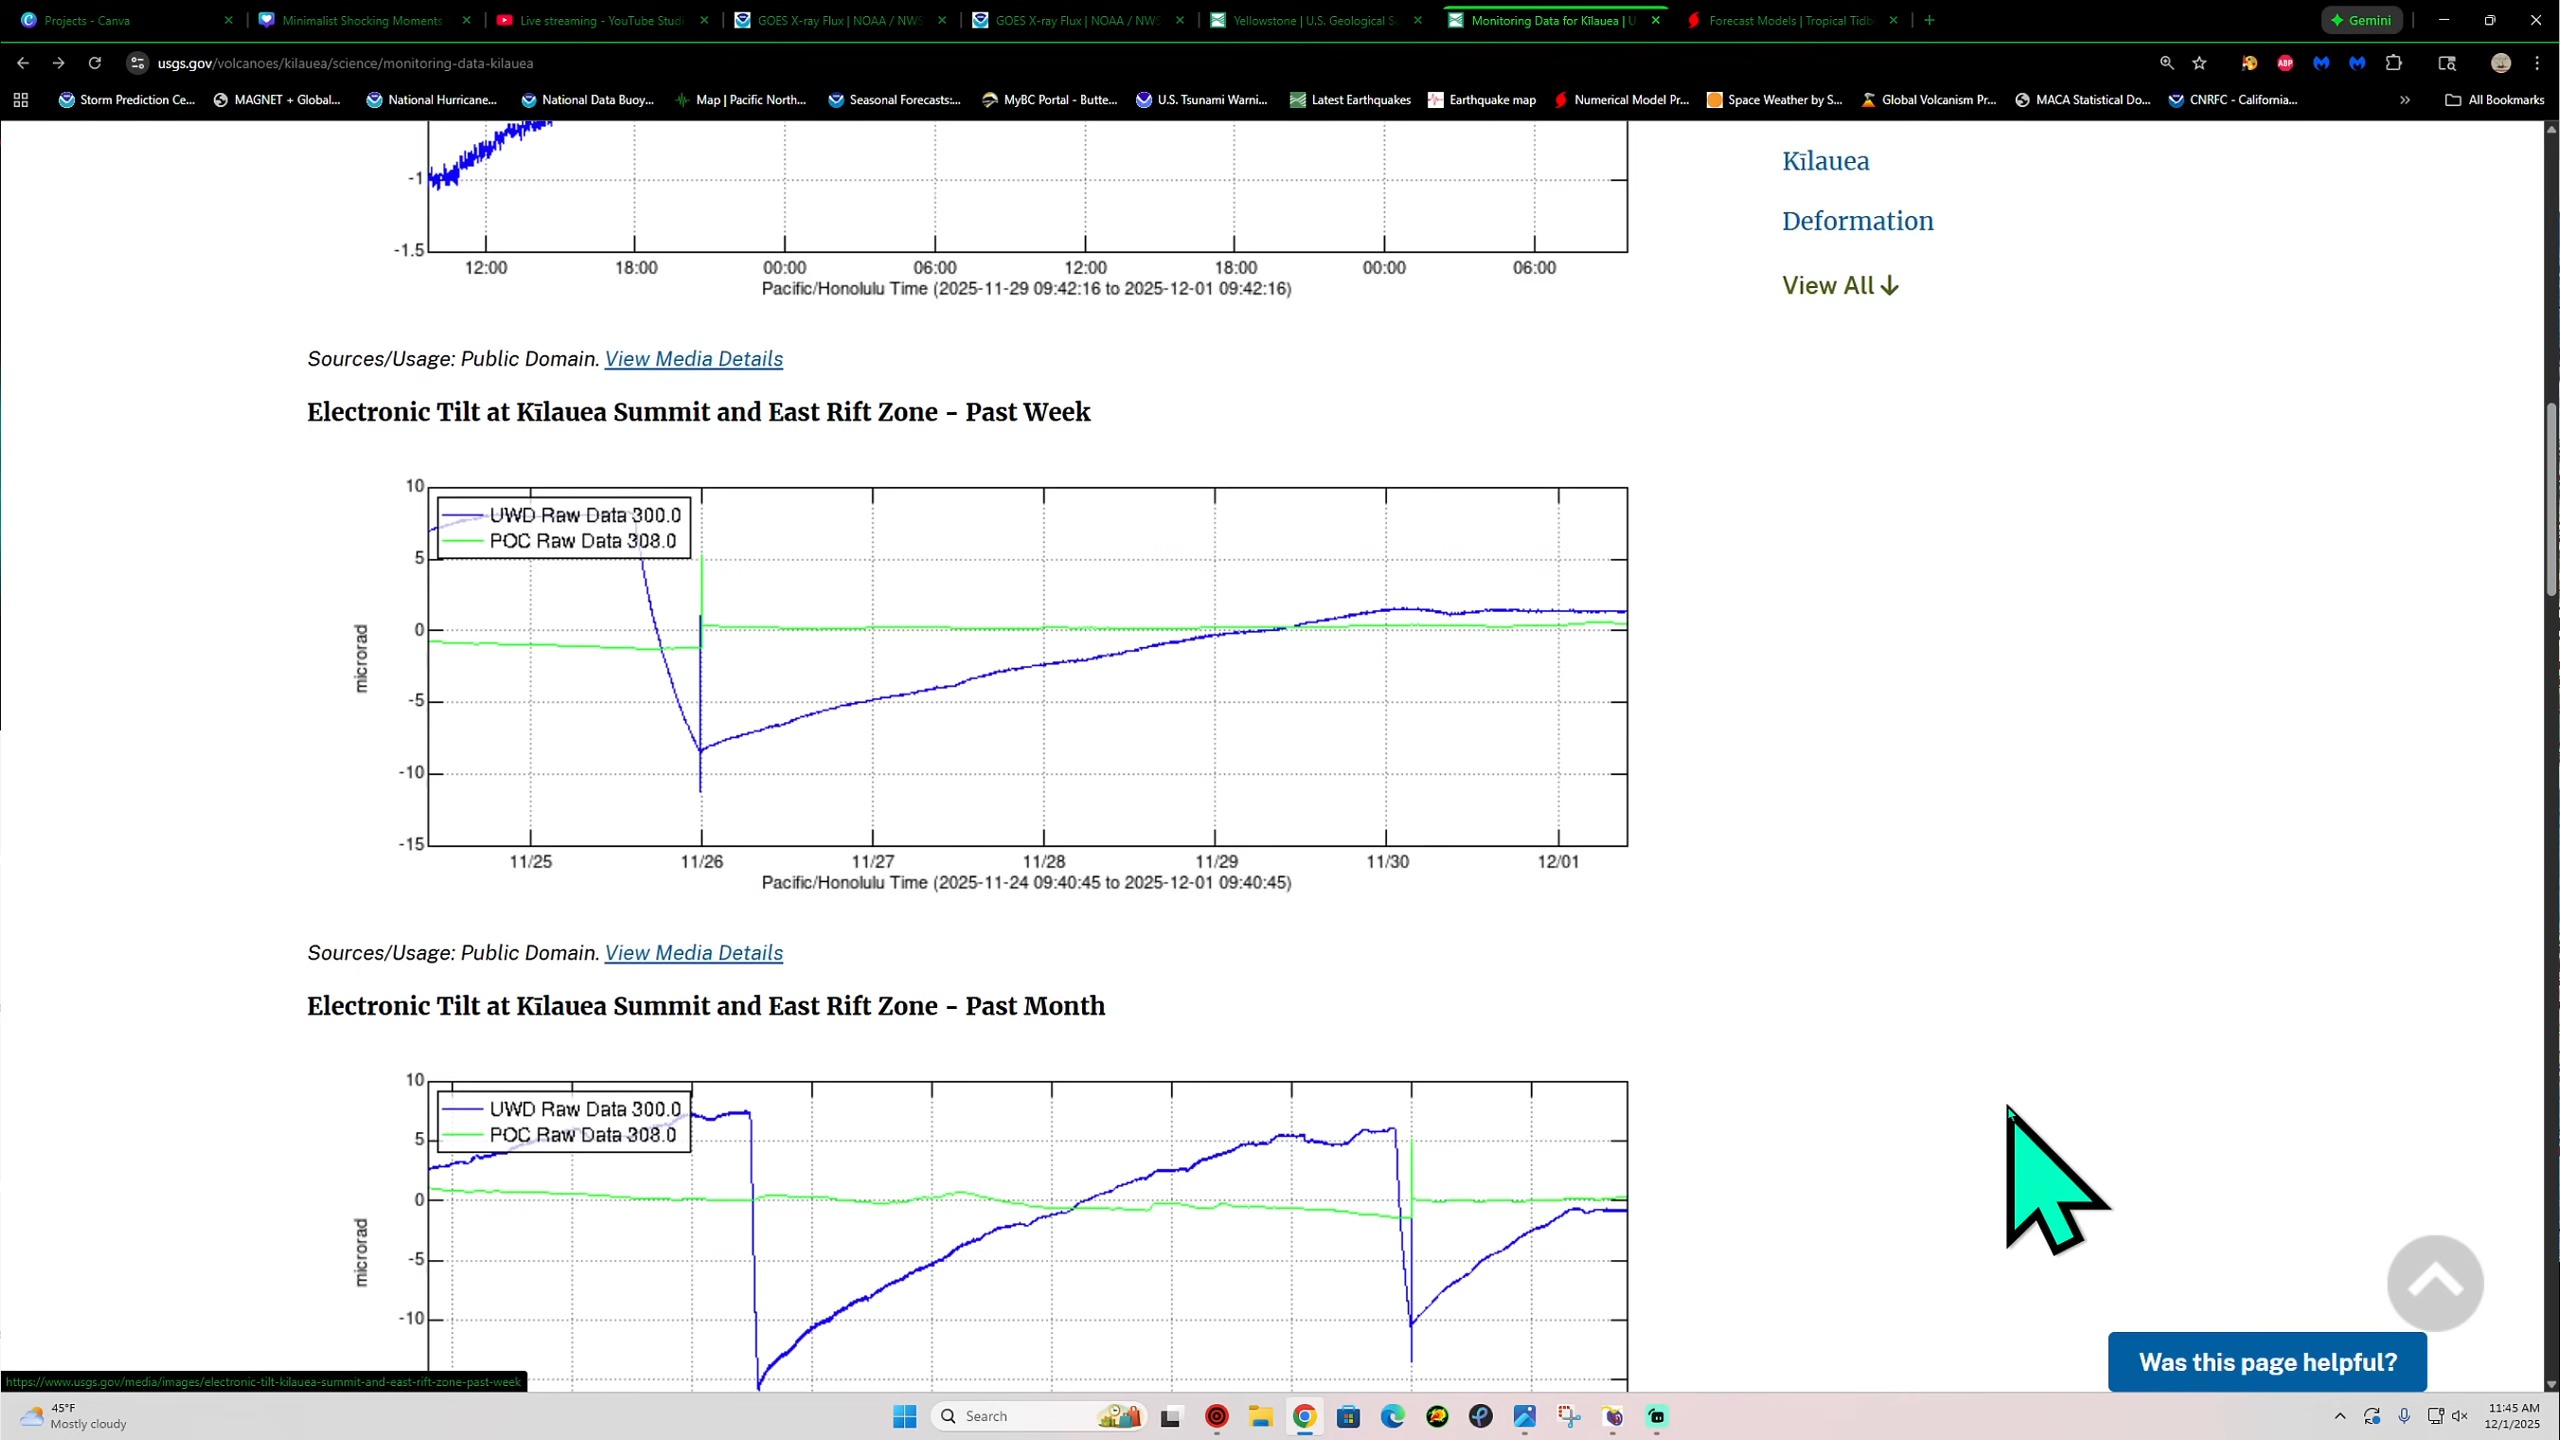 Projects - Canva
Minimalist Shocking Moments
Live streaming - YouTube Studi
GOES X-ray Flux | NOAA / NWS
GOES X-ray Flux | NOAA / NWS
Yellowstone | U.S. Geological S
Monitoring Data for Kīlauea | U
Forecast Models | Tropical Tidb
Gemini
usgs.gov/volcanoes/kilauea/science/monitoring-data-kilauea
ABP
Storm Prediction Ce...
MAGNET + Global...
National Hurricane...
National Data Buoy...
Map | Pacific North...
Seasonal Forecasts:...
MyBC Portal - Butte...
U.S. Tsunami Warni...
Latest Earthquakes
Earthquake map
Numerical Model Pr...
Space Weather by S...
Global Volcanism Pr...
MACA Statistical Do...
CNRFC - California...
All Bookmarks
-1
-1.5
12:00 18:00 00:00 06:00 12:00 18:00 00:00 06:00
Pacific/Honolulu Time (2025-11-29 09:42:16 to 2025-12-01 09:42:16)
Kīlauea
Deformation
View All
Sources/Usage: Public Domain. View Media Details
Electronic Tilt at Kīlauea Summit and East Rift Zone - Past Week
10
UWD Raw Data 300.0
POC Raw Data 308.0
5
0
microrad
-5
-10
-15
11/25 11/26 11/27 11/28 11/29 11/30 12/01
Pacific/Honolulu Time (2025-11-24 09:40:45 to 2025-12-01 09:40:45)
Sources/Usage: Public Domain. View Media Details
Electronic Tilt at Kīlauea Summit and East Rift Zone - Past Month
10
UWD Raw Data 300.0
POC Raw Data 308.0
5
0
microrad
-5
-10
Was this page helpful?
https://www.usgs.gov/media/images/electronic-tilt-kilauea-summit-and-east-rift-zone-past-week
45°F
Mostly cloudy
Search
11:45 AM
12/1/2025